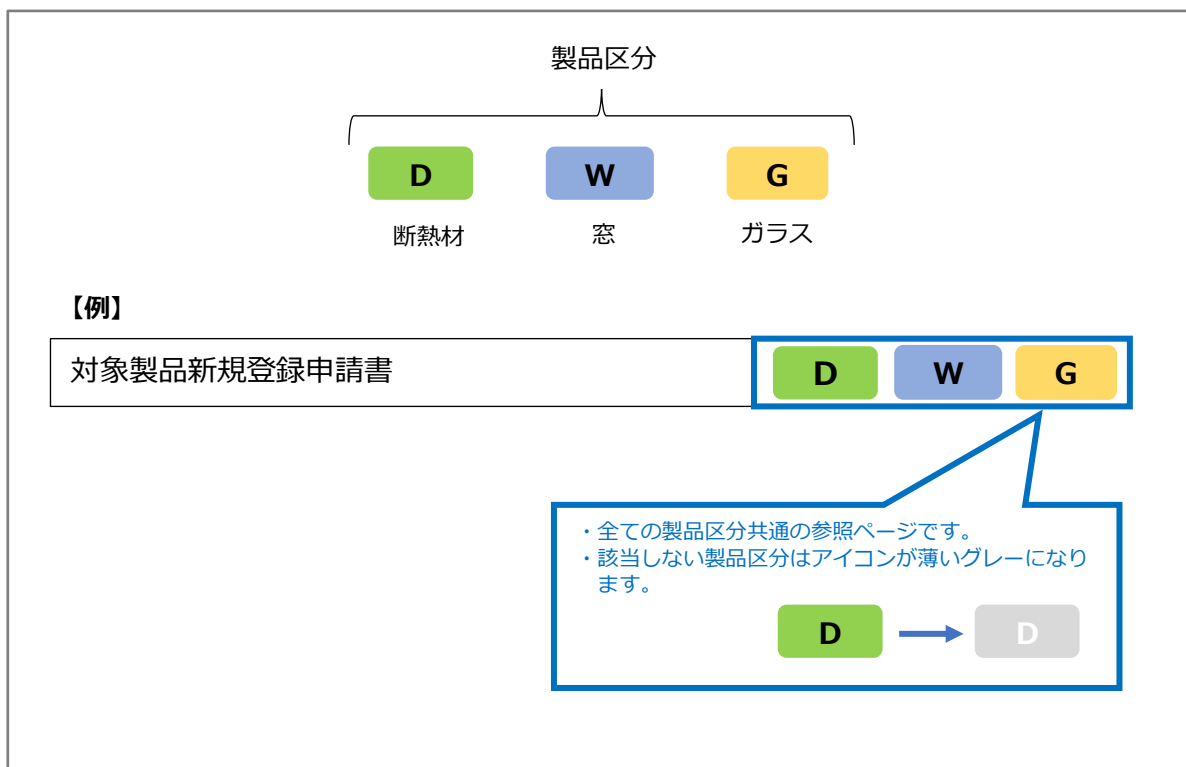 製品区分
D W G
断熱材 窓 ガラス
【例】
対象製品新規登録申請書 D W G
・全ての製品区分共通の参照ページです。
・該当しない製品区分はアイコンが薄いグレーになり
ます。
D D